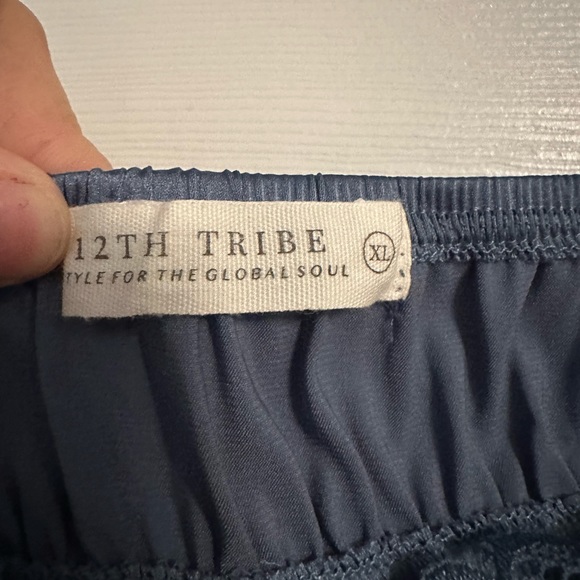 12TH TRIBE
TYLE FOR THE GLOBAL SOUL
XL